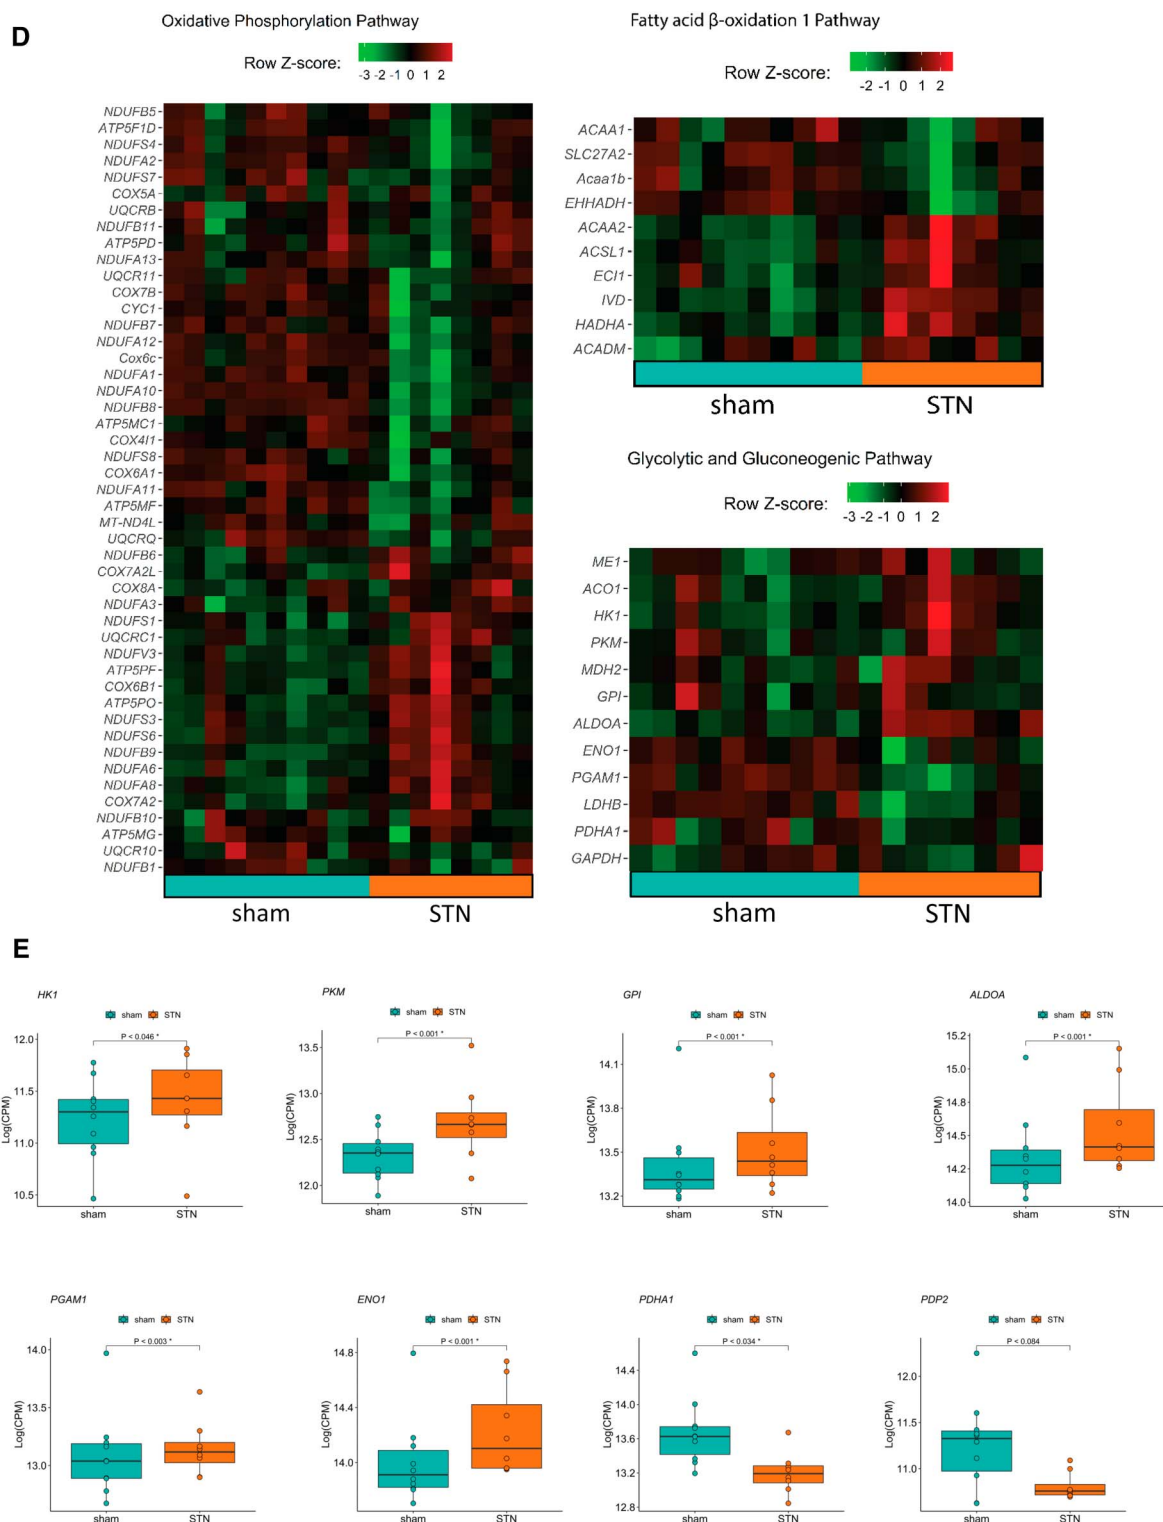 D
Oxidative Phosphorylation Pathway
Row Z-score:
-3 -2 -1 0 1 2
NDUFB5
ATP5F1D
NDUFS4
NDUFA2
NDUFS7
COX5A
UQCRB
NDUFB11
ATP5PD
NDUFA13
UQCR11
COX7B
CYC1
NDUFB7
NDUFA12
Cox6c
NDUFA1
NDUFA10
NDUFB8
ATP5MC1
COX4I1
NDUFS8
COX6A1
NDUFA11
ATP5MF
MT-ND4L
UQCRQ
NDUFB6
COX7A2L
COX8A
NDUFA3
NDUFS1
UQCRC1
NDUFV3
ATP5PF
COX6B1
ATP5PO
NDUFS3
NDUFS6
NDUFB9
NDUFA6
NDUFA8
COX7A2
NDUFB10
ATP5MG
UQCR10
NDUFB1
sham STN
Fatty acid β-oxidation 1 Pathway
Row Z-score:
-2 -1 0 1 2
ACAA1
SLC27A2
Acaa1b
EHHADH
ACAA2
ACSL1
ECI1
IVD
HADHA
ACADM
sham STN
Glycolytic and Gluconeogenic Pathway
Row Z-score:
-3 -2 -1 0 1 2
ME1
ACO1
HK1
PKM
MDH2
GPI
ALDOA
ENO1
PGAM1
LDHB
PDHA1
GAPDH
sham STN
E
HK1
sham STN
P < 0.046 *
Log(CPM)
12.0
11.5
11.0
10.5
sham STN
PKM
sham STN
P < 0.001 *
Log(CPM)
13.5
13.0
12.5
12.0
sham STN
GPI
sham STN
P < 0.001 *
Log(CPM)
14.1
13.8
13.5
13.2
sham STN
ALDOA
sham STN
P < 0.001 *
Log(CPM)
15.2
15.0
14.8
14.5
14.2
14.0
sham STN
PGAM1
sham STN
P < 0.003 *
Log(CPM)
14.0
13.5
13.0
sham STN
ENO1
sham STN
P < 0.001 *
Log(CPM)
14.8
14.4
14.0
sham STN
PDHA1
sham STN
P < 0.034 *
Log(CPM)
14.4
14.0
13.6
13.2
12.8
sham STN
PDP2
sham STN
P < 0.084
Log(CPM)
12.0
11.5
11.0
sham STN